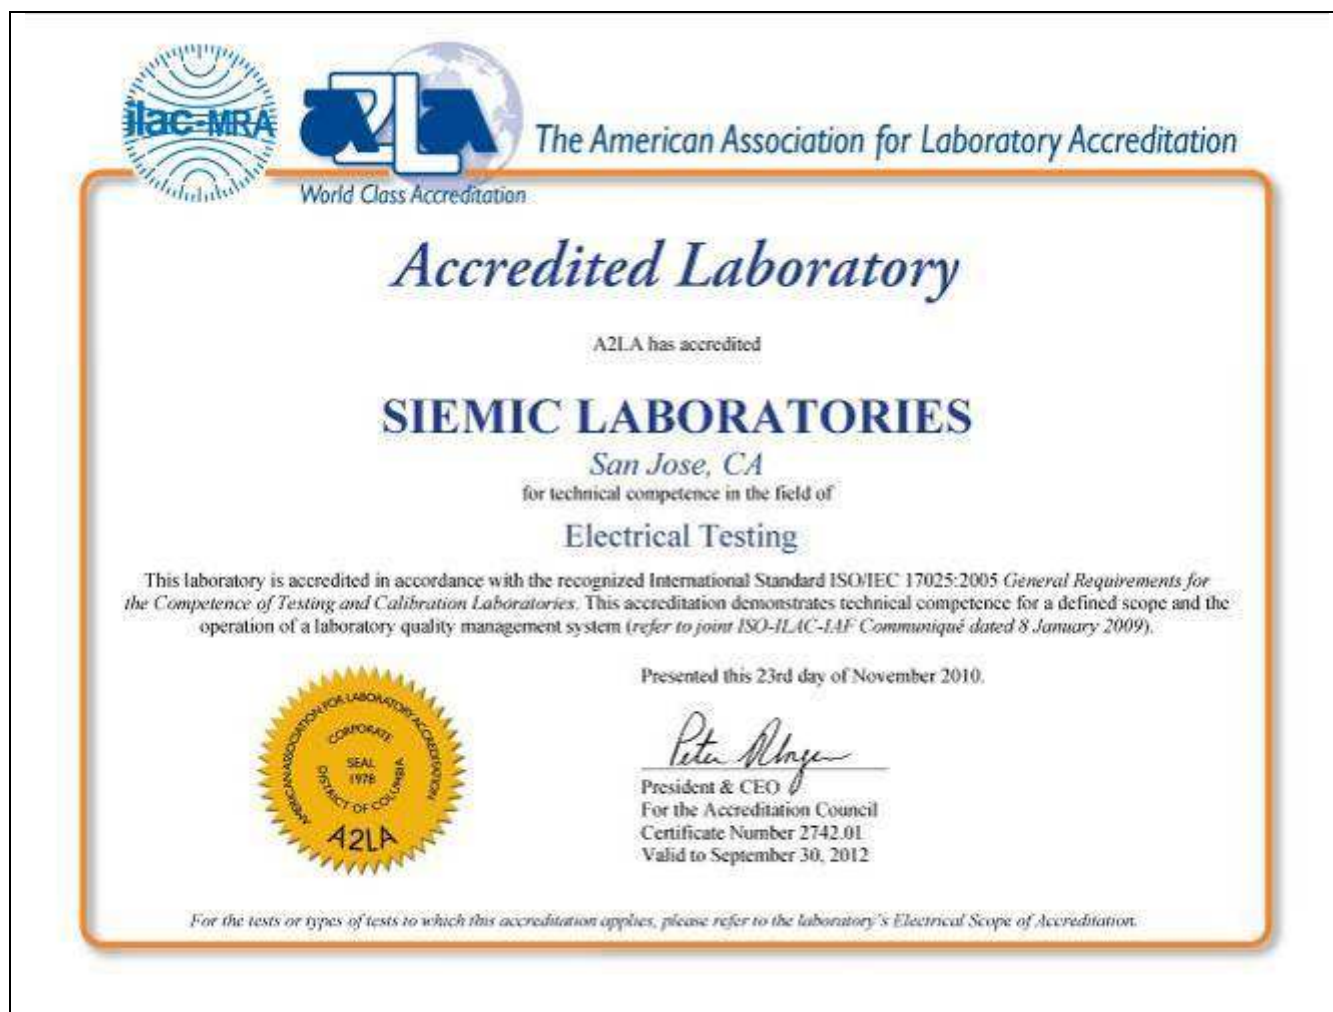 ilac-MRA
a2la
The American Association for Laboratory Accreditation
World Class Accreditation
Accredited Laboratory
A2LA has accredited
SIEMIC LABORATORIES
San Jose, CA
for technical competence in the field of
Electrical Testing
This laboratory is accredited in accordance with the recognized International Standard ISO/IEC 17025:2005 General Requirements for
the Competence of Testing and Calibration Laboratories. This accreditation demonstrates technical competence for a defined scope and the
operation of a laboratory quality management system (refer to joint ISO-ILAC-IAF Communiqué dated 8 January 2009).
Presented this 23rd day of November 2010.
AMERICAN ASSOCIATION FOR LABORATORY ACCREDITATION
CORPORATE
SEAL
1978
DISTRICT OF COLUMBIA
A2LA
Peter
President & CEO
For the Accreditation Council
Certificate Number 2742.01
Valid to September 30, 2012
For the tests or types of tests to which this accreditation applies, please refer to the laboratory's Electrical Scope of Accreditation.